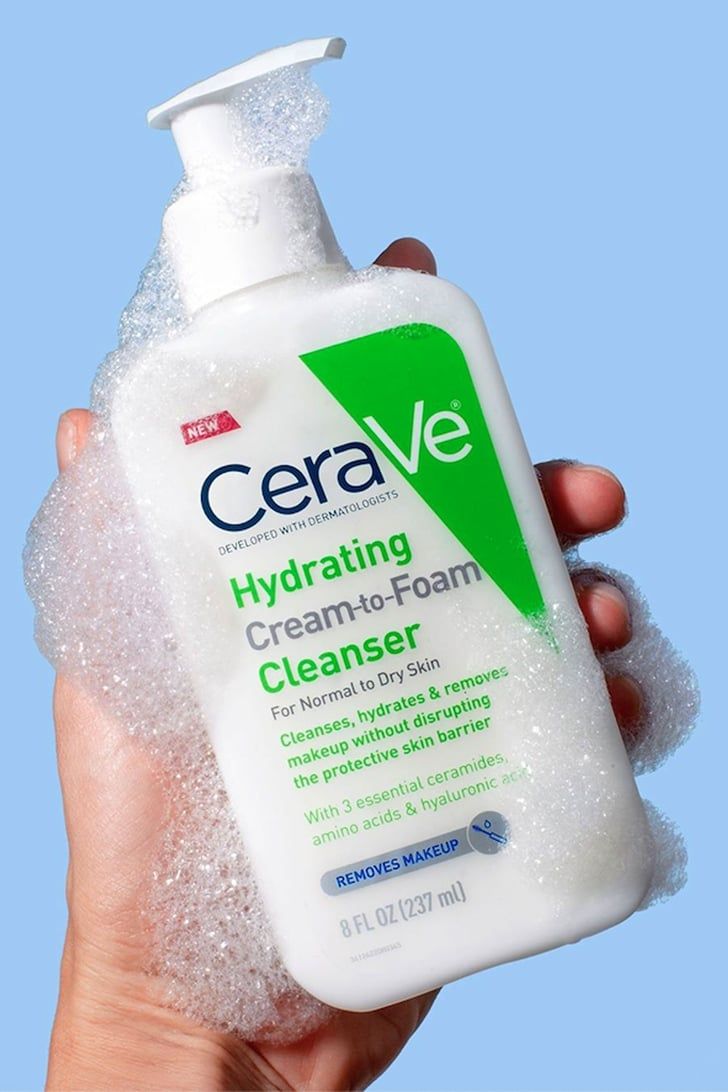 NEW
CeraVe®
DEVELOPED WITH DERMATOLOGISTS
Hydrating
Cream-to-Foam
Cleanser
For Normal to Dry Skin
Cleanses, hydrates & removes
makeup without disrupting
the protective skin barrier
With 3 essential ceramides,
amino acids & hyaluronic
REMOVES MAKEUP
8 FL OZ (237 ml)